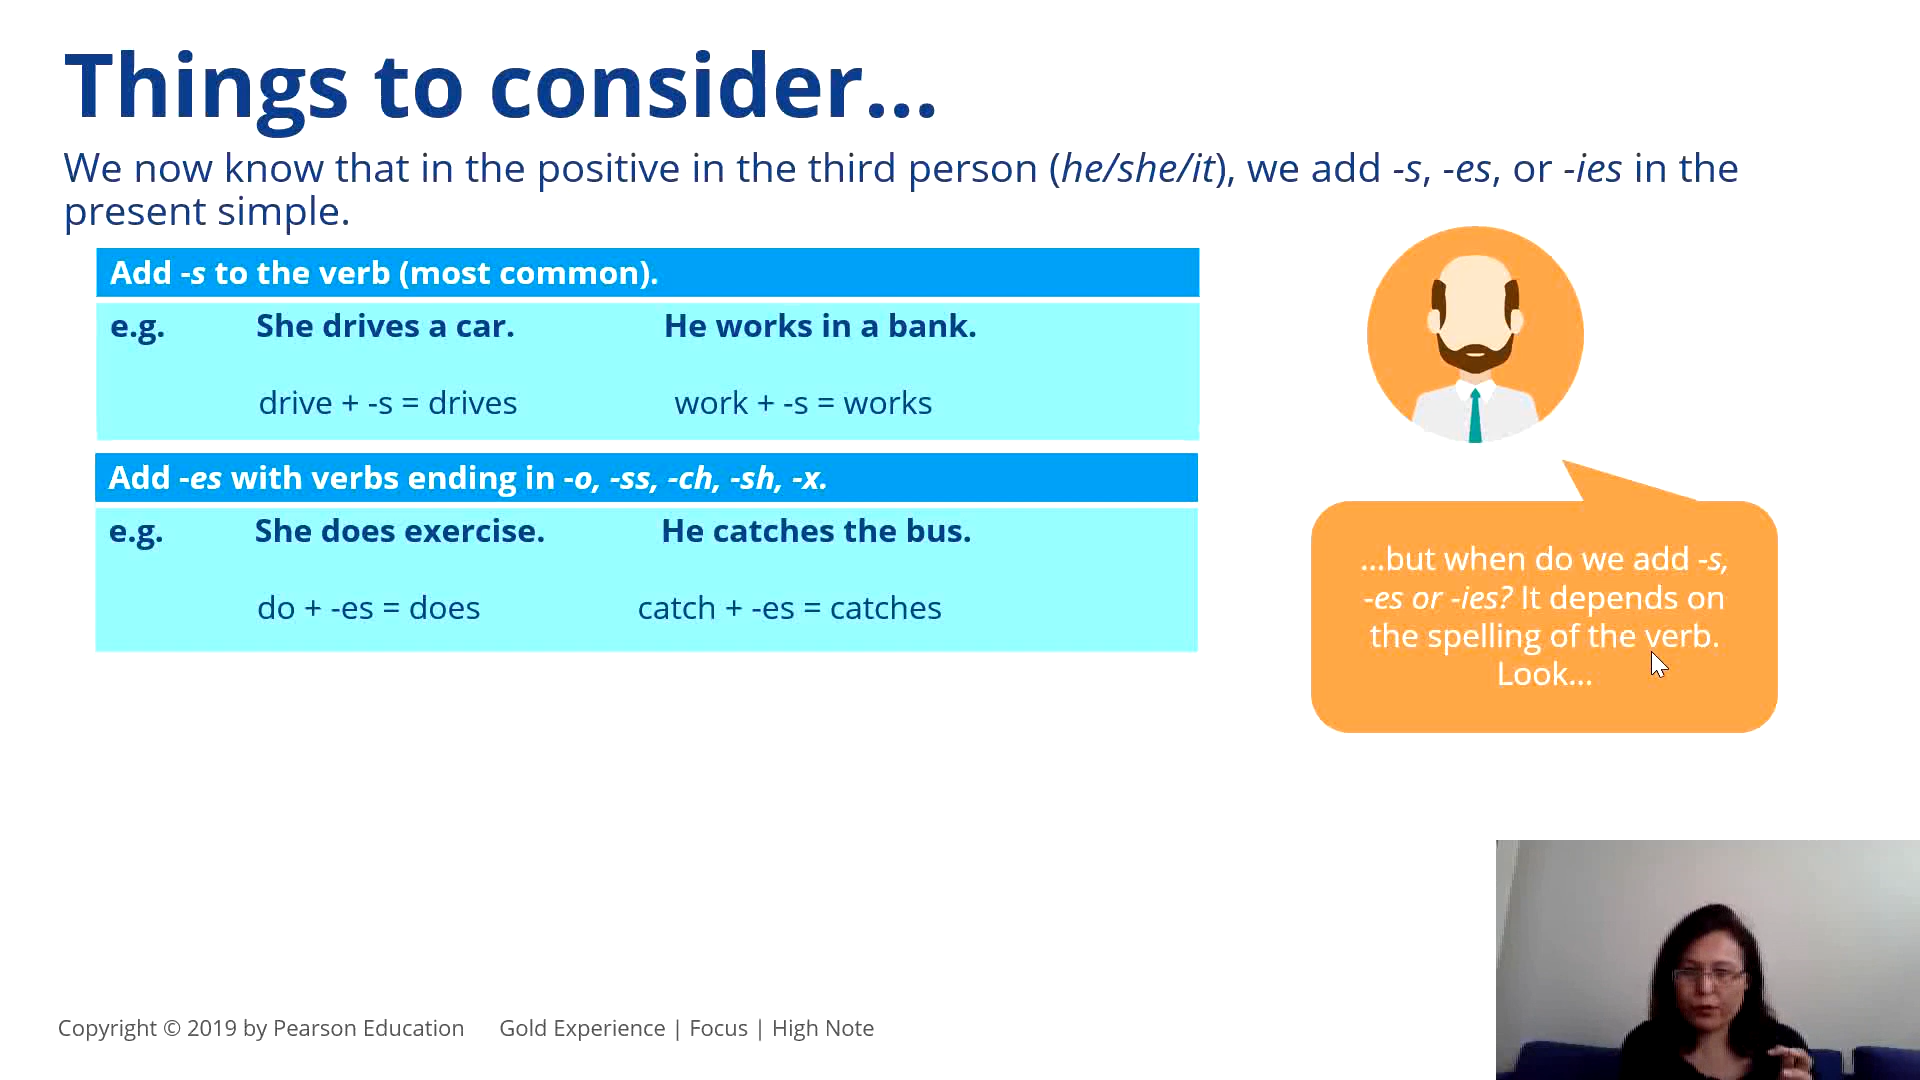 Things to consider...
We now know that in the positive in the third person (he/she/it), we add -s, -es, or -ies in the
present simple.
Add -s to the verb (most common).
e.g. She drives a car. He works in a bank.
drive + -s = drives work + -s = works
Add -es with verbs ending in -o, -ss, -ch, -sh, -x.
e.g. She does exercise. He catches the bus.
do + -es = does catch + -es = catches
...but when do we add -s,
-es or -ies? It depends on
the spelling of the verb.
Look...
Copyright © 2019 by Pearson Education Gold Experience | Focus | High Note